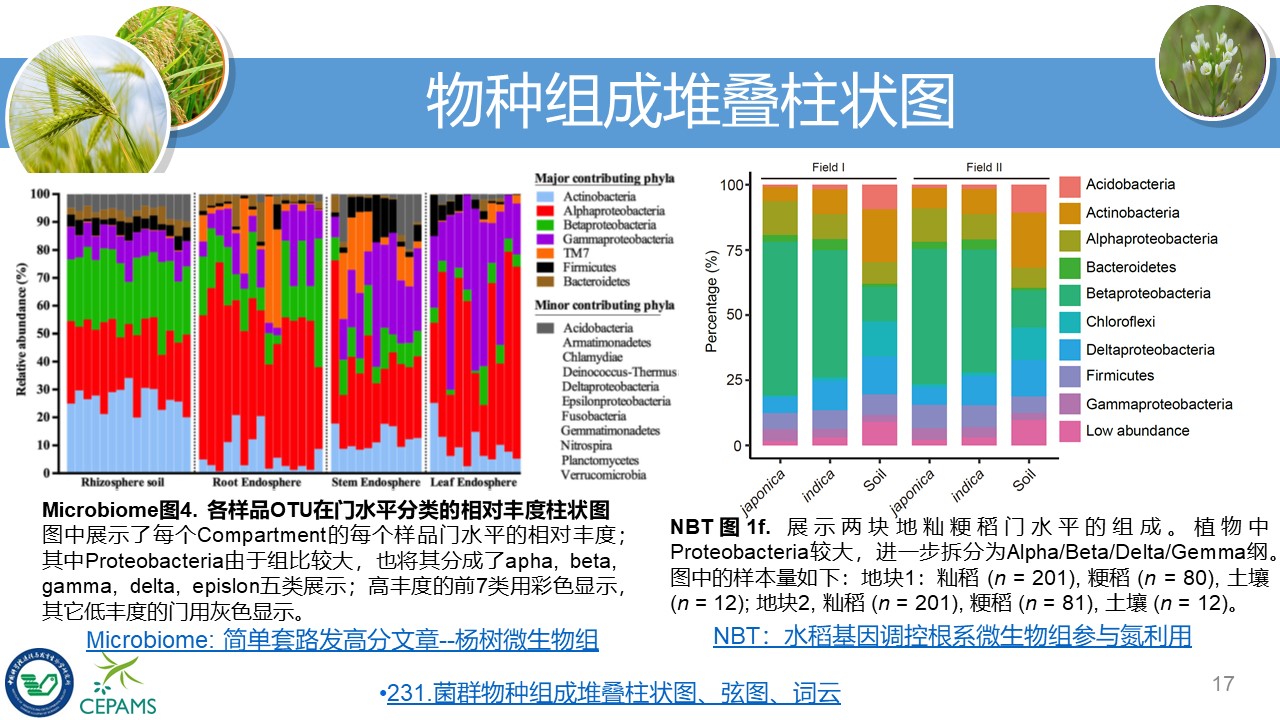 物种组成堆叠柱状图
100
90
80
70
60
50
40
30
20
10
0
Relative abundance (%)
Rhizosphere soil
Root Endosphere
Stem Endosphere
Leaf Endosphere
Major contributing phyla
Actinobacteria
Alphaproteobacteria
Betaproteobacteria
Gammaproteobacteria
TM7
Firmicutes
Bacteroidetes
Minor contributing phyla
Acidobacteria
Armatimonadetes
Chlamydiae
Deinococcus-Thermus
Deltaproteobacteria
Epsilonproteobacteria
Fusobacteria
Gemmatimonadetes
Nitrospira
Planctomycetes
Verrucomicrobia
Field I
Field II
100
75
50
25
0
Percentage (%)
japonica
indica
Soil
japonica
indica
Soil
Acidobacteria
Actinobacteria
Alphaproteobacteria
Bacteroidetes
Betaproteobacteria
Chloroflexi
Deltaproteobacteria
Firmicutes
Gammaproteobacteria
Low abundance
Microbiome图4. 各样品OTU在门水平分类的相对丰度柱状图
图中展示了每个Compartment的每个样品门水平的相对丰度；
其中Proteobacteria由于组比较大，也将其分成了apha, beta,
gamma, delta, epislon五类展示；高丰度的前7类用彩色显示，
其它低丰度的门用灰色显示。
Microbiome: 简单套路发高分文章--杨树微生物组
NBT图1f. 展示两块地籼粳稻门水平的组成。植物中
Proteobacteria较大，进一步拆分为Alpha/Beta/Delta/Gemma纲。
图中的样本量如下：地块1：籼稻 (n = 201), 粳稻 (n = 80), 土壤
(n = 12); 地块2, 籼稻 (n = 201), 粳稻 (n = 81), 土壤 (n = 12)。
NBT：水稻基因调控根系微生物组参与氮利用
•231.菌群物种组成堆叠柱状图、弦图、词云
CEPAMS
17